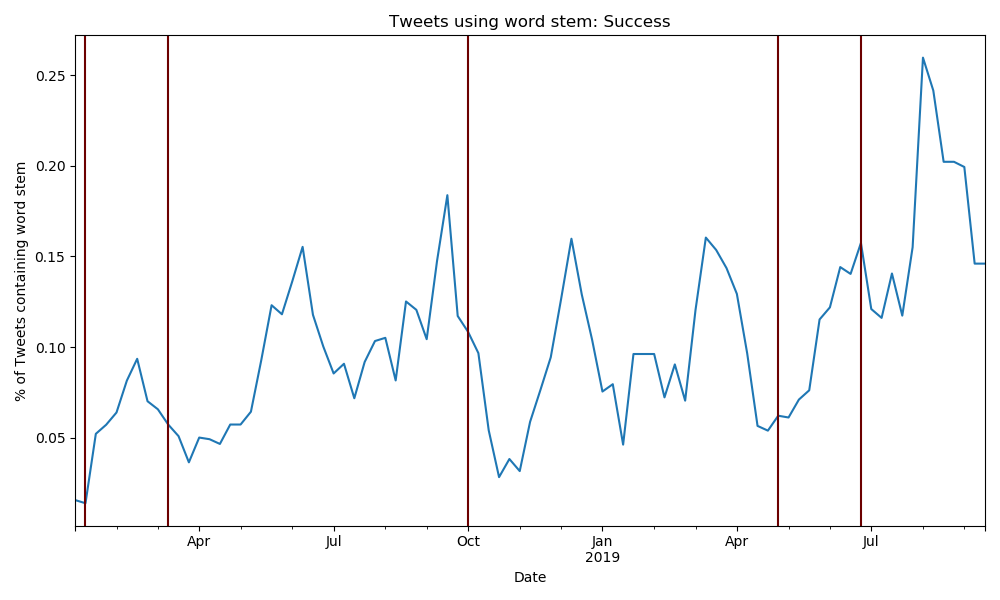 Tweets using word stem: Success
% of Tweets containing word stem
0.25
0.20
0.15
0.10
0.05
Apr
Jul
Oct
Jan
2019
Apr
Jul
Date